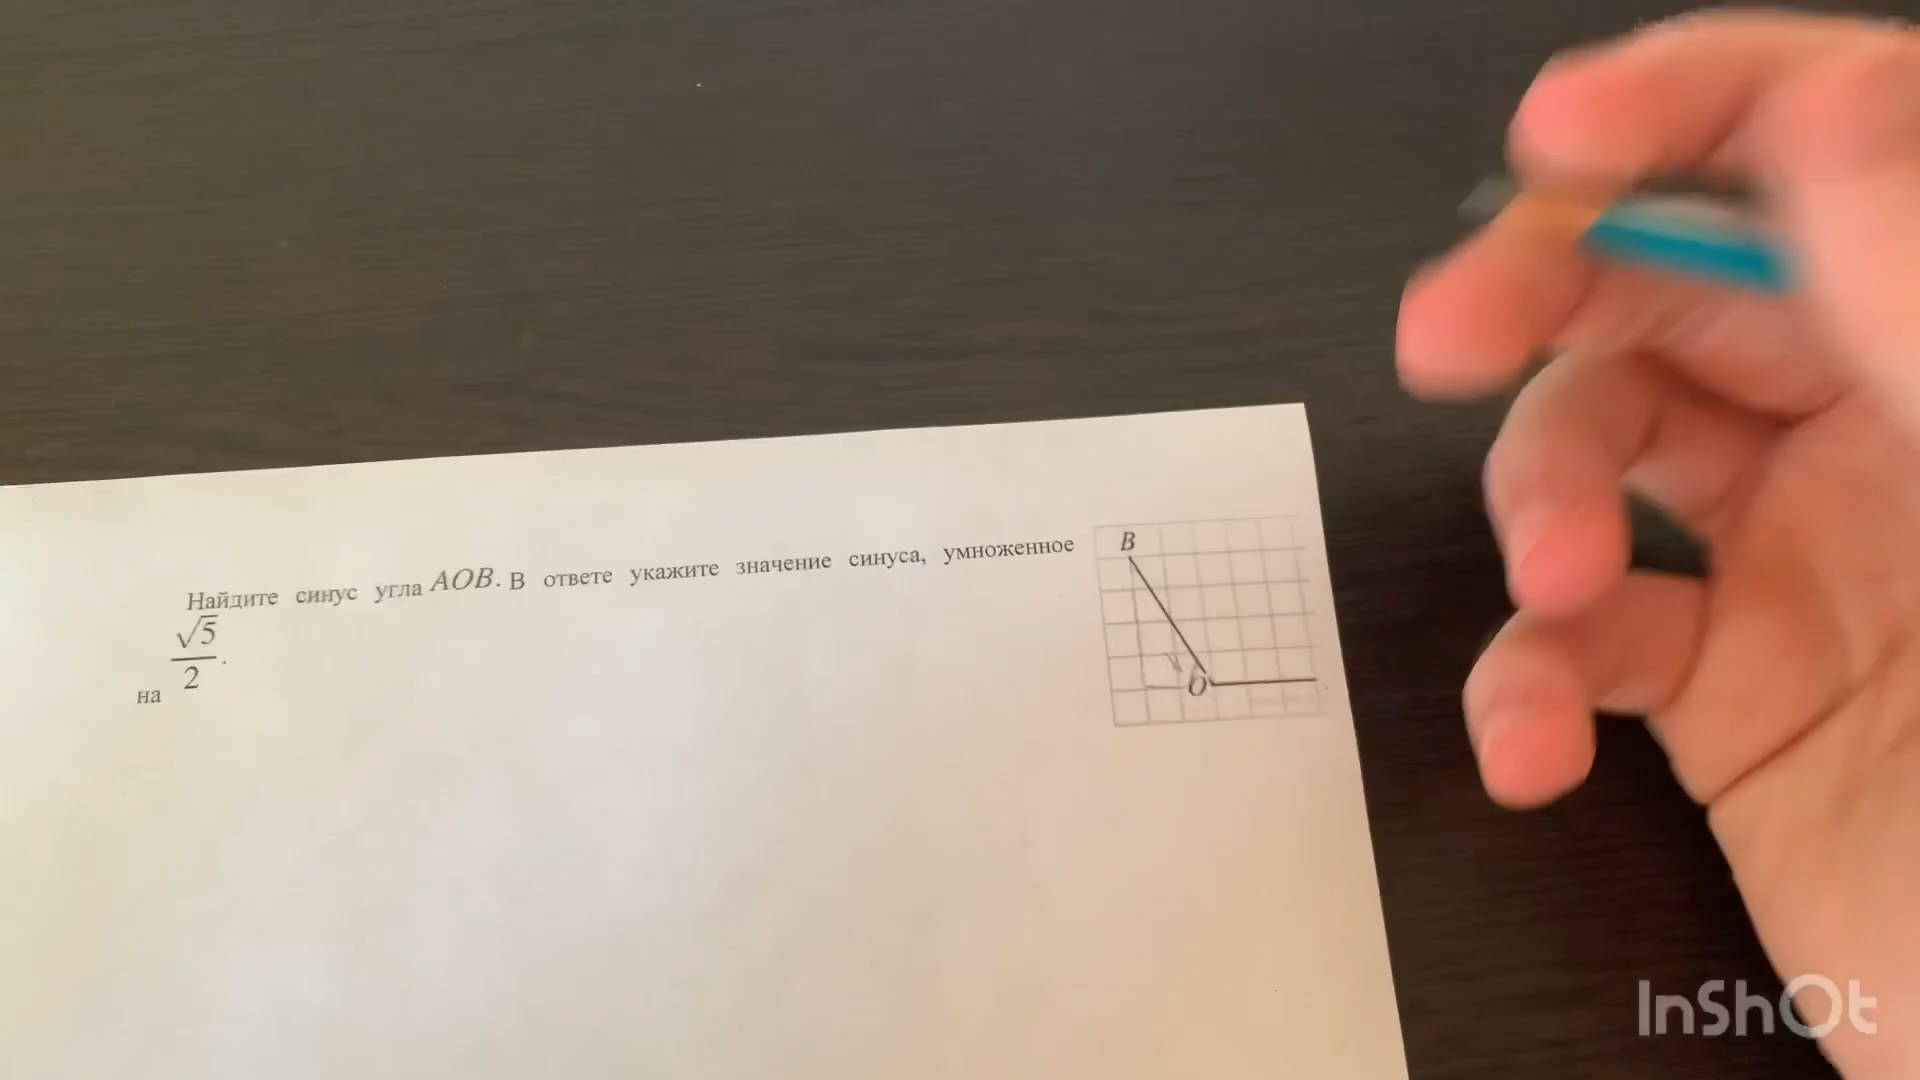 Найдите синус угла AOB. В ответе укажите значение синуса, умноженное
на √5/2.
B
O
InShOt